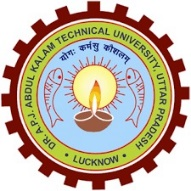 DR. A.P.J. ABDUL KALAM TECHNICAL UNIVERSITY, UTTAR PRADESH
योगः कर्मसु कौशलम्
LUCKNOW